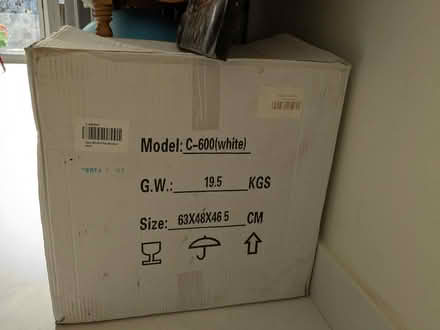 Model: C-600(white)
G.W.: 19.5 KGS
Size: 63X48X46 5 CM